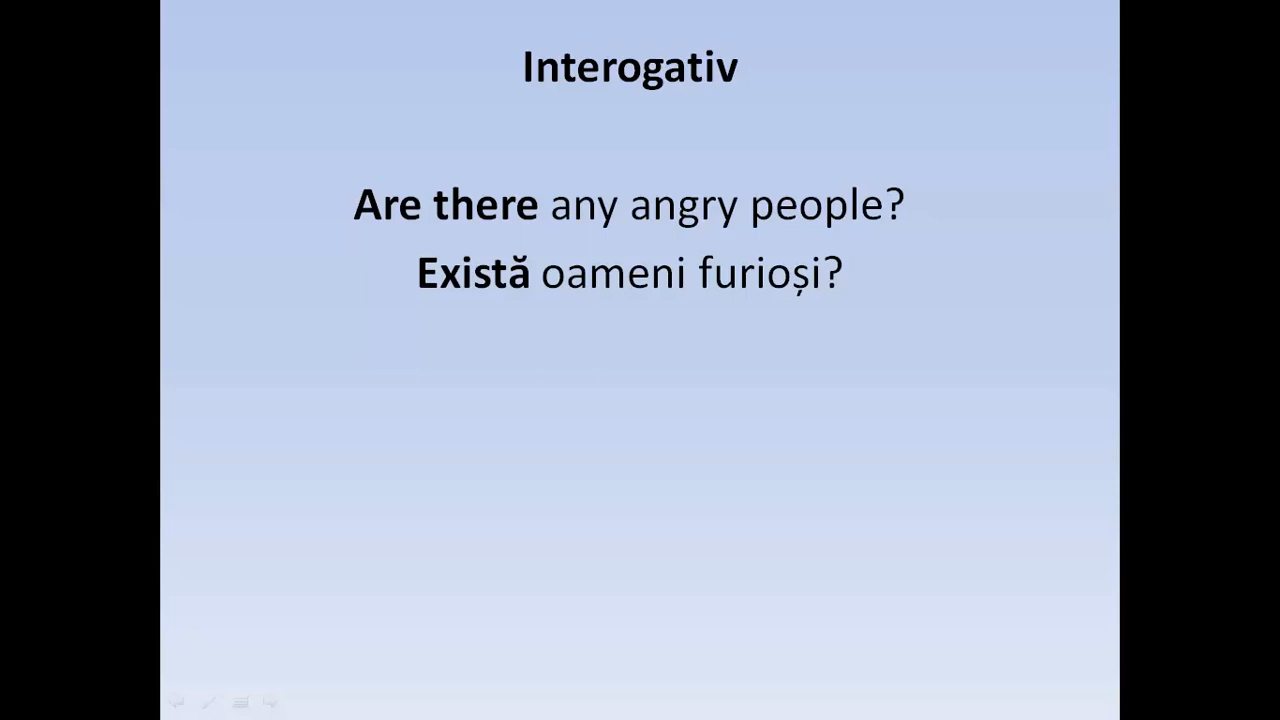 Interogativ
Are there any angry people?
Există oameni furioși?